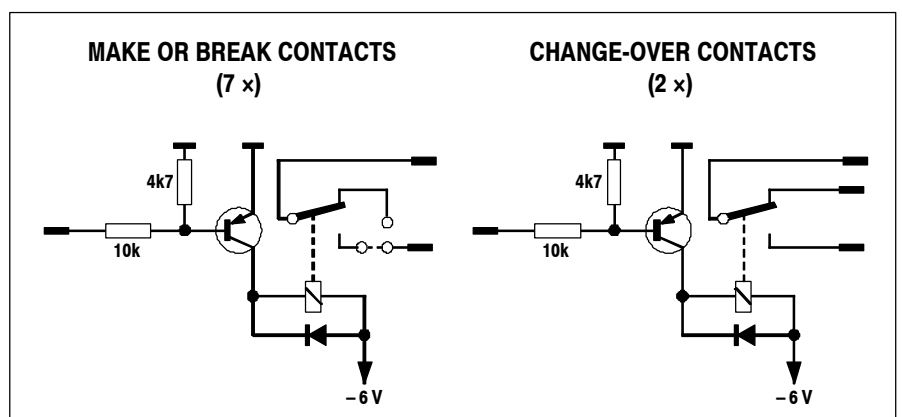 MAKE OR BREAK CONTACTS
(7 ×)
4k7
10k
– 6 V
CHANGE-OVER CONTACTS
(2 ×)
4k7
10k
– 6 V